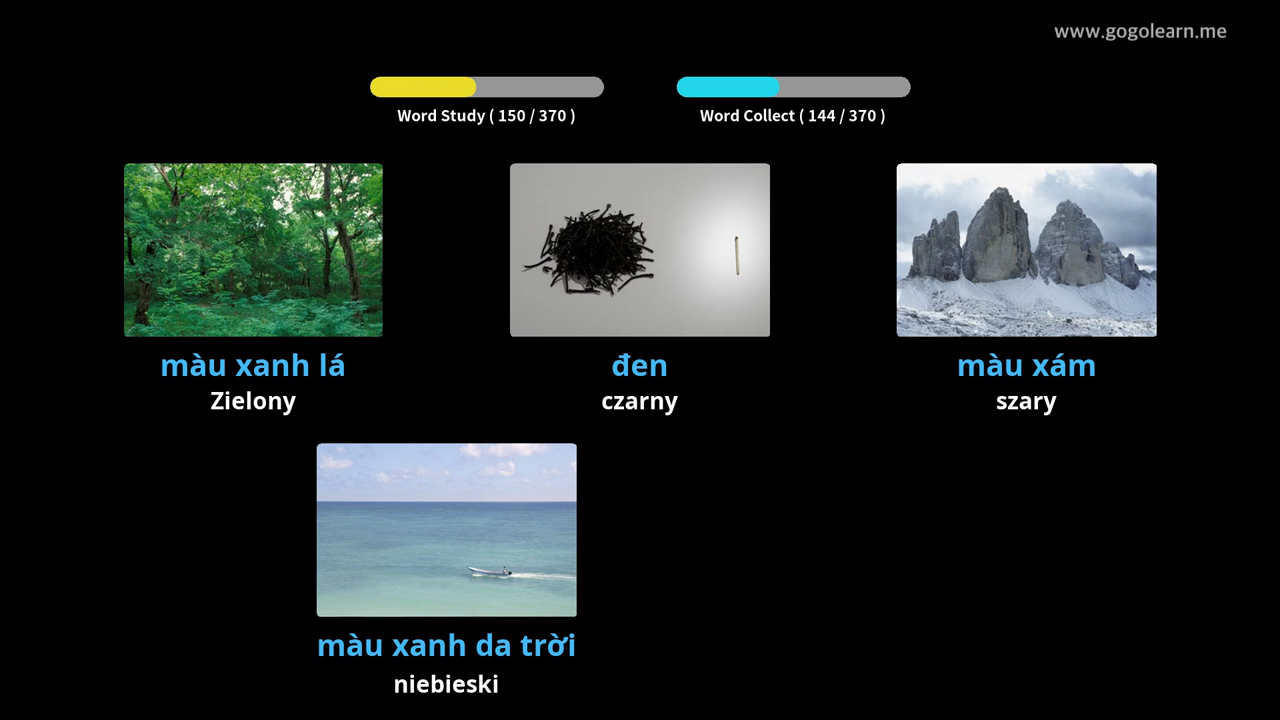 www.gogolearn.me
Word Study ( 150 / 370 )
Word Collect ( 144 / 370 )
màu xanh lá
Zielony
đen
czarny
màu xám
szary
màu xanh da trời
niebieski